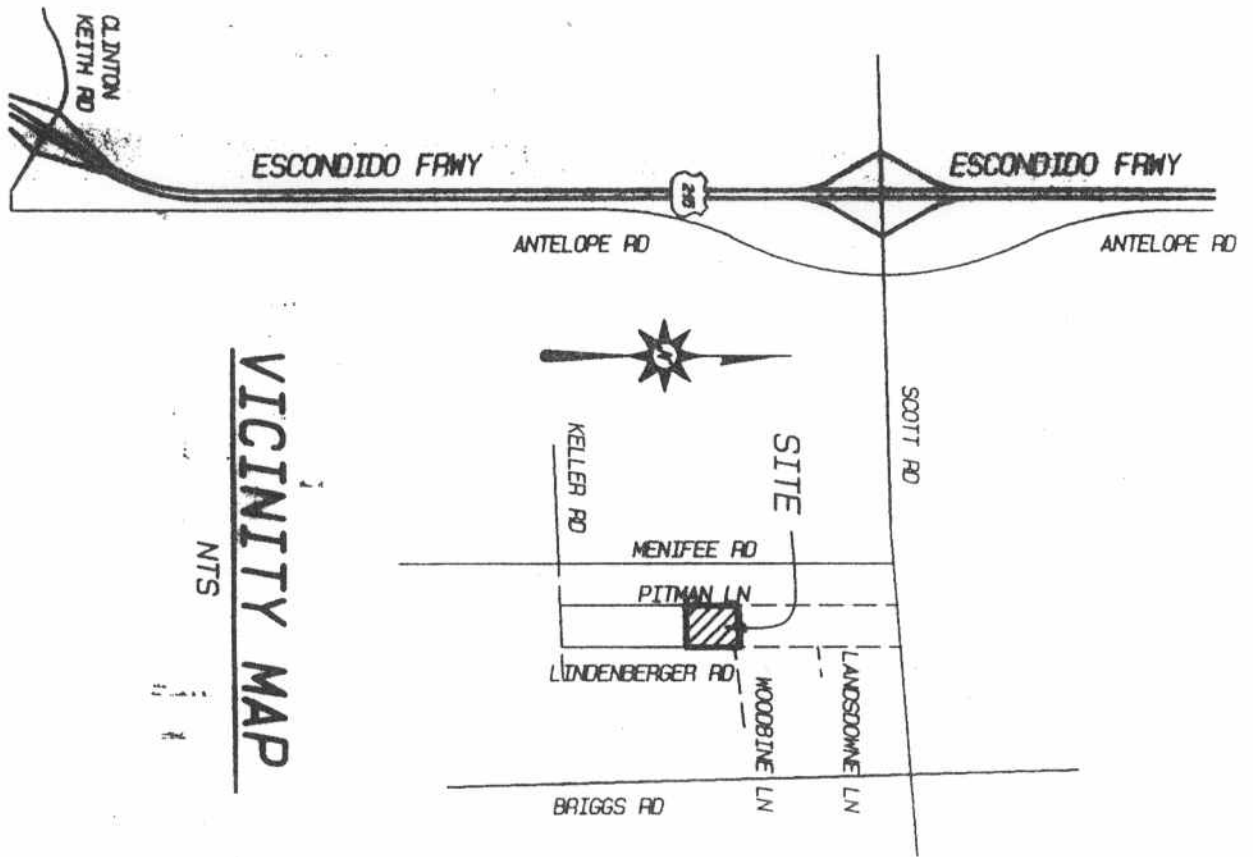 CLINTON
KEITH RD
ESCONDIDO FRWY
215
ESCONDIDO FRWY
ANTELOPE RD
ANTELOPE RD
N
SCOTT RD
SITE
KELLER RD
MENIFEE RD
PITMAN LN
LINDENBERGER RD
WOODBINE LN
LANDSDOWNE LN
BRIGGS RD
VICINITY MAP
NTS